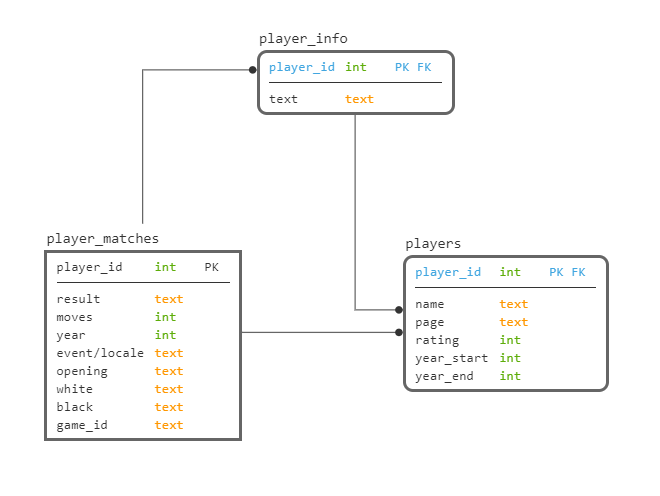 player_info
player_id int PK FK
text text
player_matches
player_id int PK
result text
moves int
year int
event/locale text
opening text
white text
black text
game_id text
players
player_id int PK FK
name text
page text
rating int
year_start int
year_end int